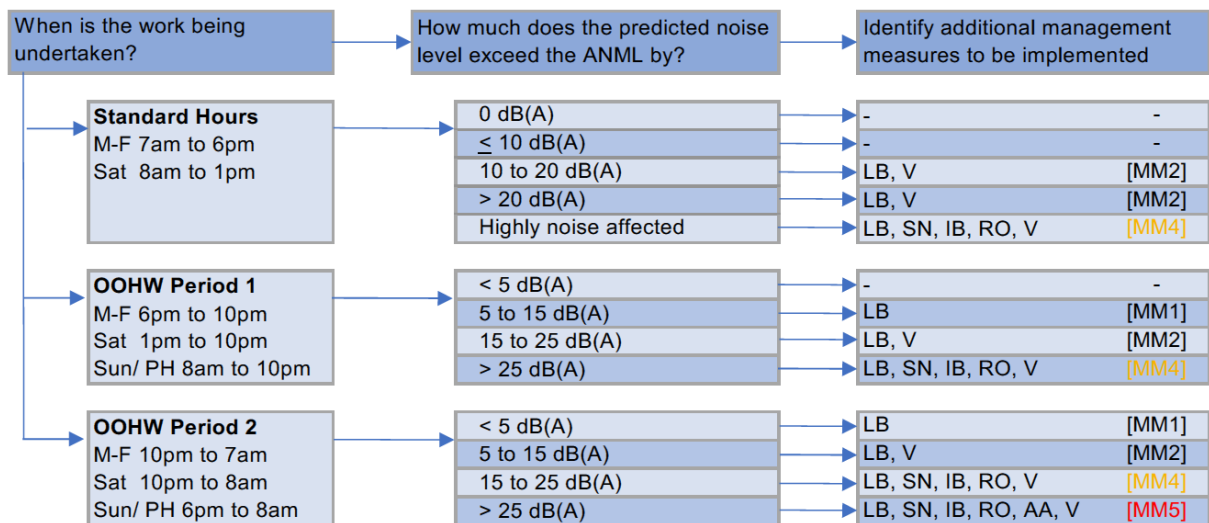 When is the work being
undertaken?
How much does the predicted noise
level exceed the ANML by?
Identify additional management
measures to be implemented
Standard Hours
M-F 7am to 6pm
Sat 8am to 1pm
0 dB(A)
- -
≤ 10 dB(A)
- -
10 to 20 dB(A)
LB, V [MM2]
> 20 dB(A)
LB, V [MM2]
Highly noise affected
LB, SN, IB, RO, V [MM4]
OOHW Period 1
M-F 6pm to 10pm
Sat 1pm to 10pm
Sun/ PH 8am to 10pm
< 5 dB(A)
- -
5 to 15 dB(A)
LB [MM1]
15 to 25 dB(A)
LB, V [MM2]
> 25 dB(A)
LB, SN, IB, RO, V [MM4]
OOHW Period 2
M-F 10pm to 7am
Sat 10pm to 8am
Sun/ PH 6pm to 8am
< 5 dB(A)
LB [MM1]
5 to 15 dB(A)
LB, V [MM2]
15 to 25 dB(A)
LB, SN, IB, RO, V [MM4]
> 25 dB(A)
LB, SN, IB, RO, AA, V [MM5]